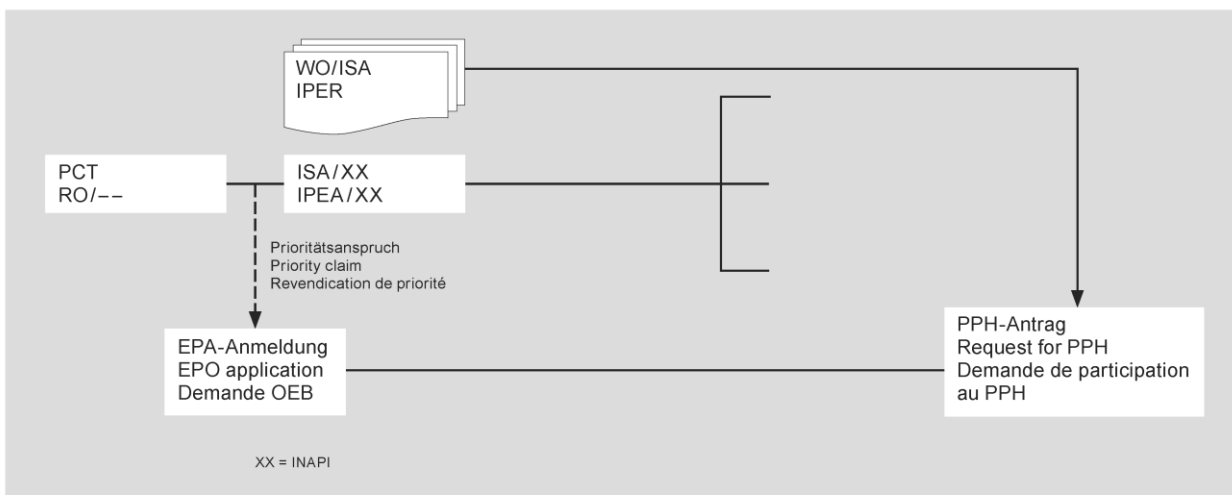 WO/ISA
IPER
PCT
RO/--
ISA/XX
IPEA/XX
Prioritätsanspruch
Priority claim
Revendication de priorité
EPA-Anmeldung
EPO application
Demande OEB
PPH-Antrag
Request for PPH
Demande de participation
au PPH
XX = INAPI